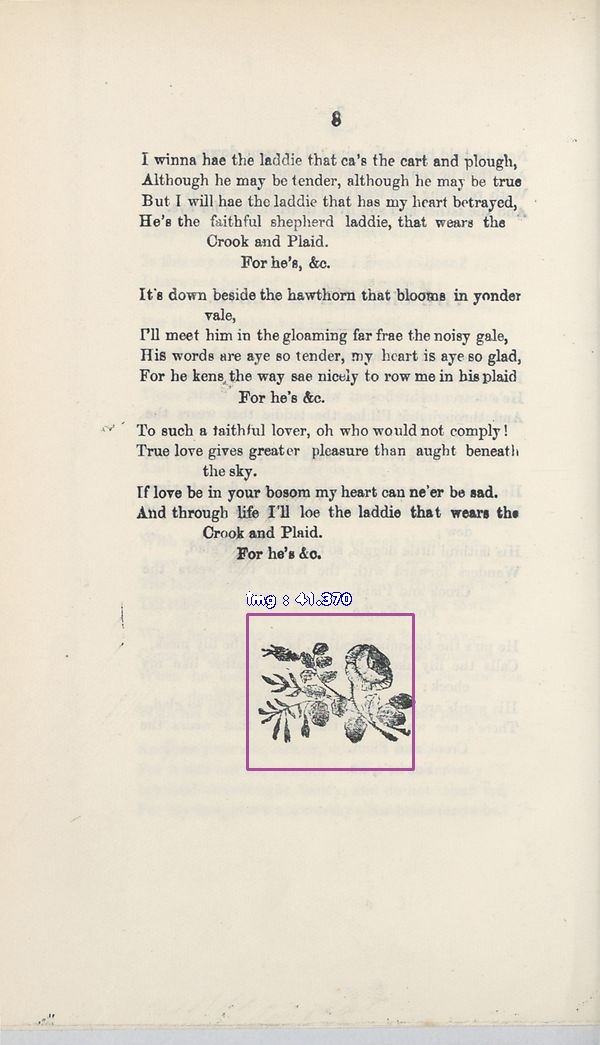 8
I winna hae the laddie that ca's the cart and plough,
Although he may be tender, although he may be true
But I will hae the laddie that has my heart betrayed,
He's the faithful shepherd laddie, that wears the
Crook and Plaid.
For he's, &c.
It's down beside the hawthorn that blooms in yonder
vale,
I'll meet him in the gloaming far frae the noisy gale,
His words are aye so tender, my heart is aye so glad,
For he kens the way sae nicely to row me in his plaid
For he's &c.
To such a faithful lover, oh who would not comply!
True love gives greater pleasure than aught beneath
the sky.
If love be in your bosom my heart can ne'er be sad.
And through life I'll loe the laddie that wears the
Crook and Plaid.
For he's &c.
img : 41.370